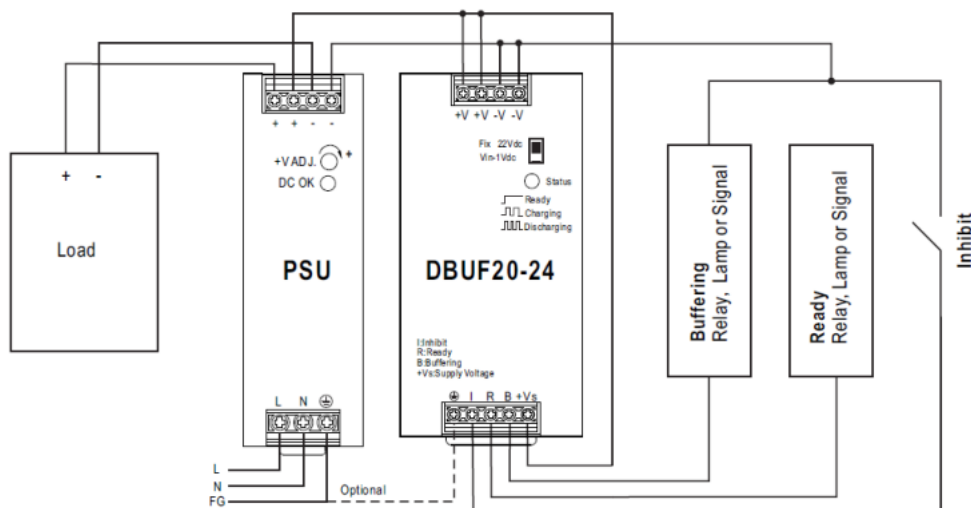 + + - -
+V +V -V -V
Fix 22Vdc
Vin-1Vdc
+V ADJ. +
DC OK
Status
Ready
Charging
Discharging
+ -
Load
PSU
DBUF20-24
Buffering
Relay, Lamp or Signal
Ready
Relay, Lamp or Signal
Inhibit
I:Inhibit
R:Ready
B:Buffering
+Vs:Supply Voltage
L N
I R B +Vs
L
N
FG
Optional